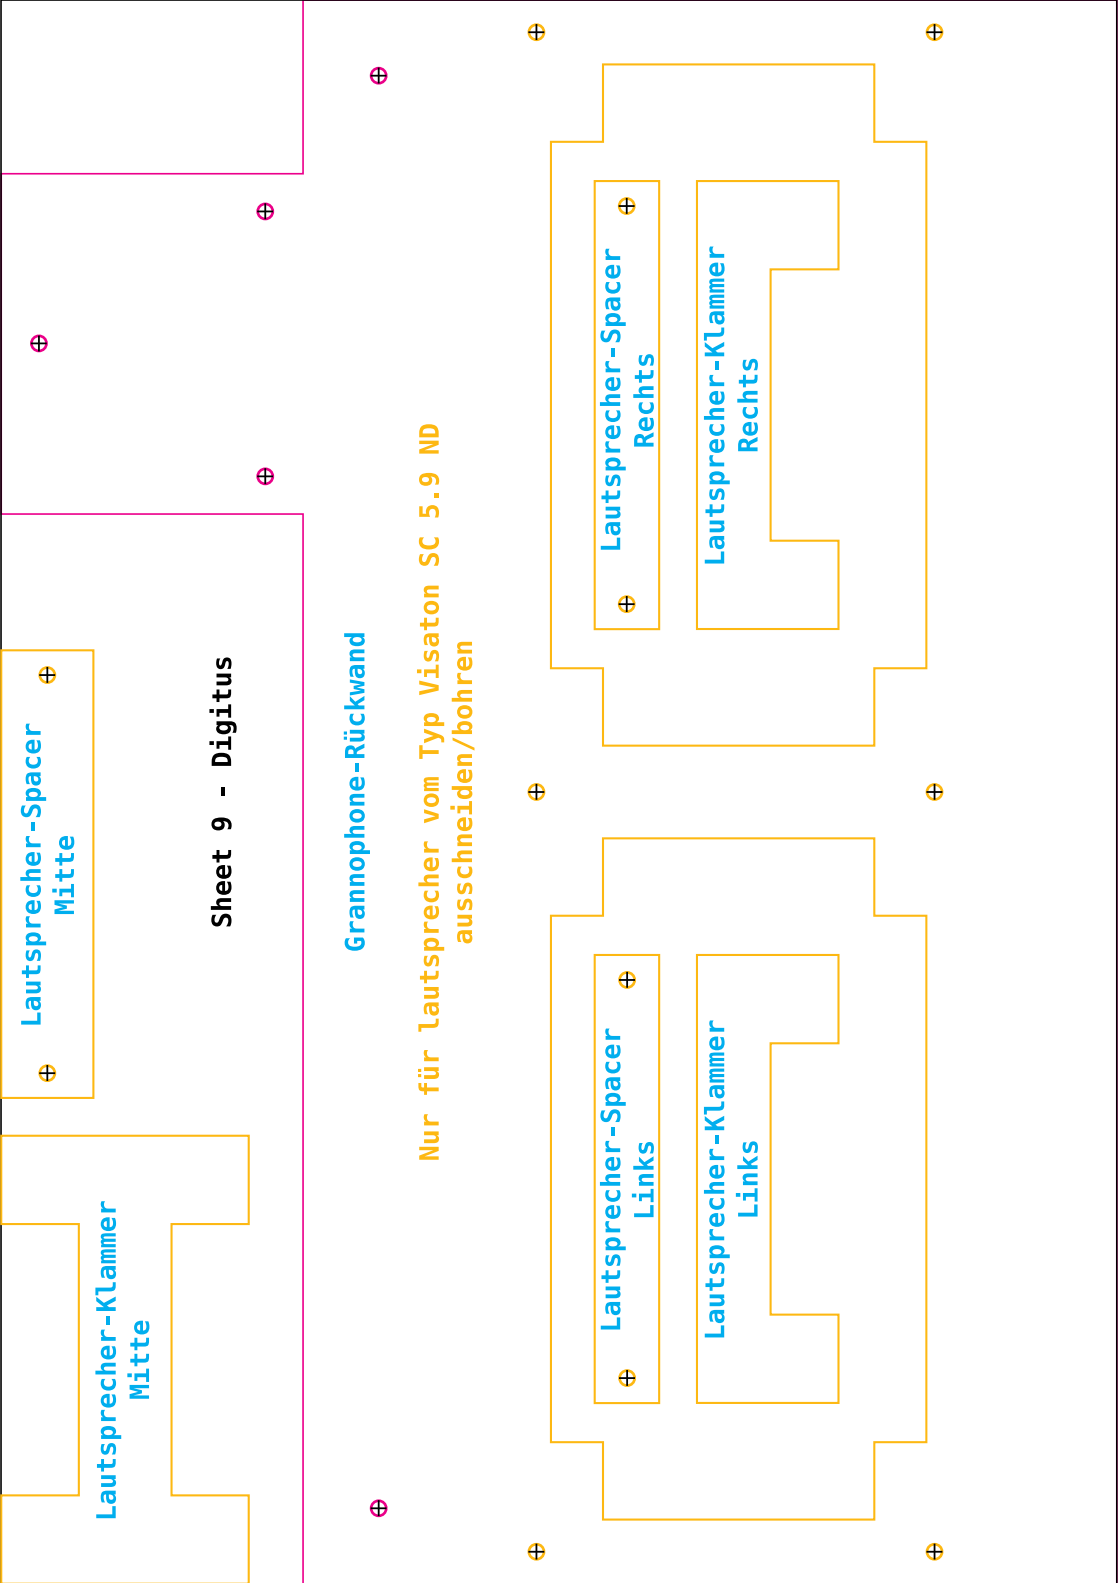 Lautsprecher-Spacer
Mitte
Lautsprecher-Klammer
Mitte
Sheet 9 - Digitus
Grannophone-Rückwand
Nur für lautsprecher vom Typ Visaton SC 5.9 ND
ausschneiden/bohren
Lautsprecher-Spacer
Links
Lautsprecher-Spacer
Rechts
Lautsprecher-Klammer
Links
Lautsprecher-Klammer
Rechts